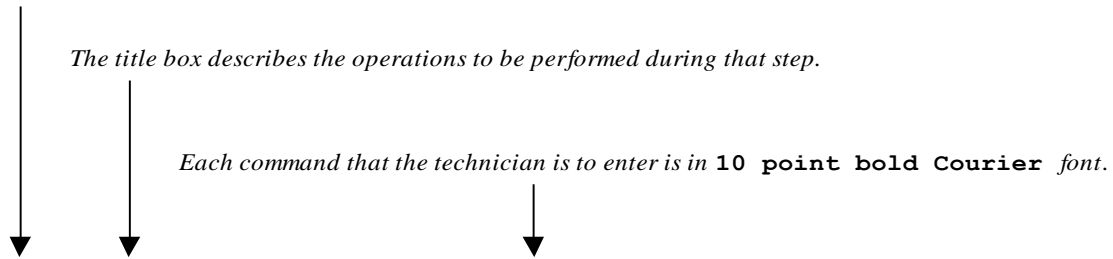 The title box describes the operations to be performed during that step.
Each command that the technician is to enter is in 10 point bold Courier font.